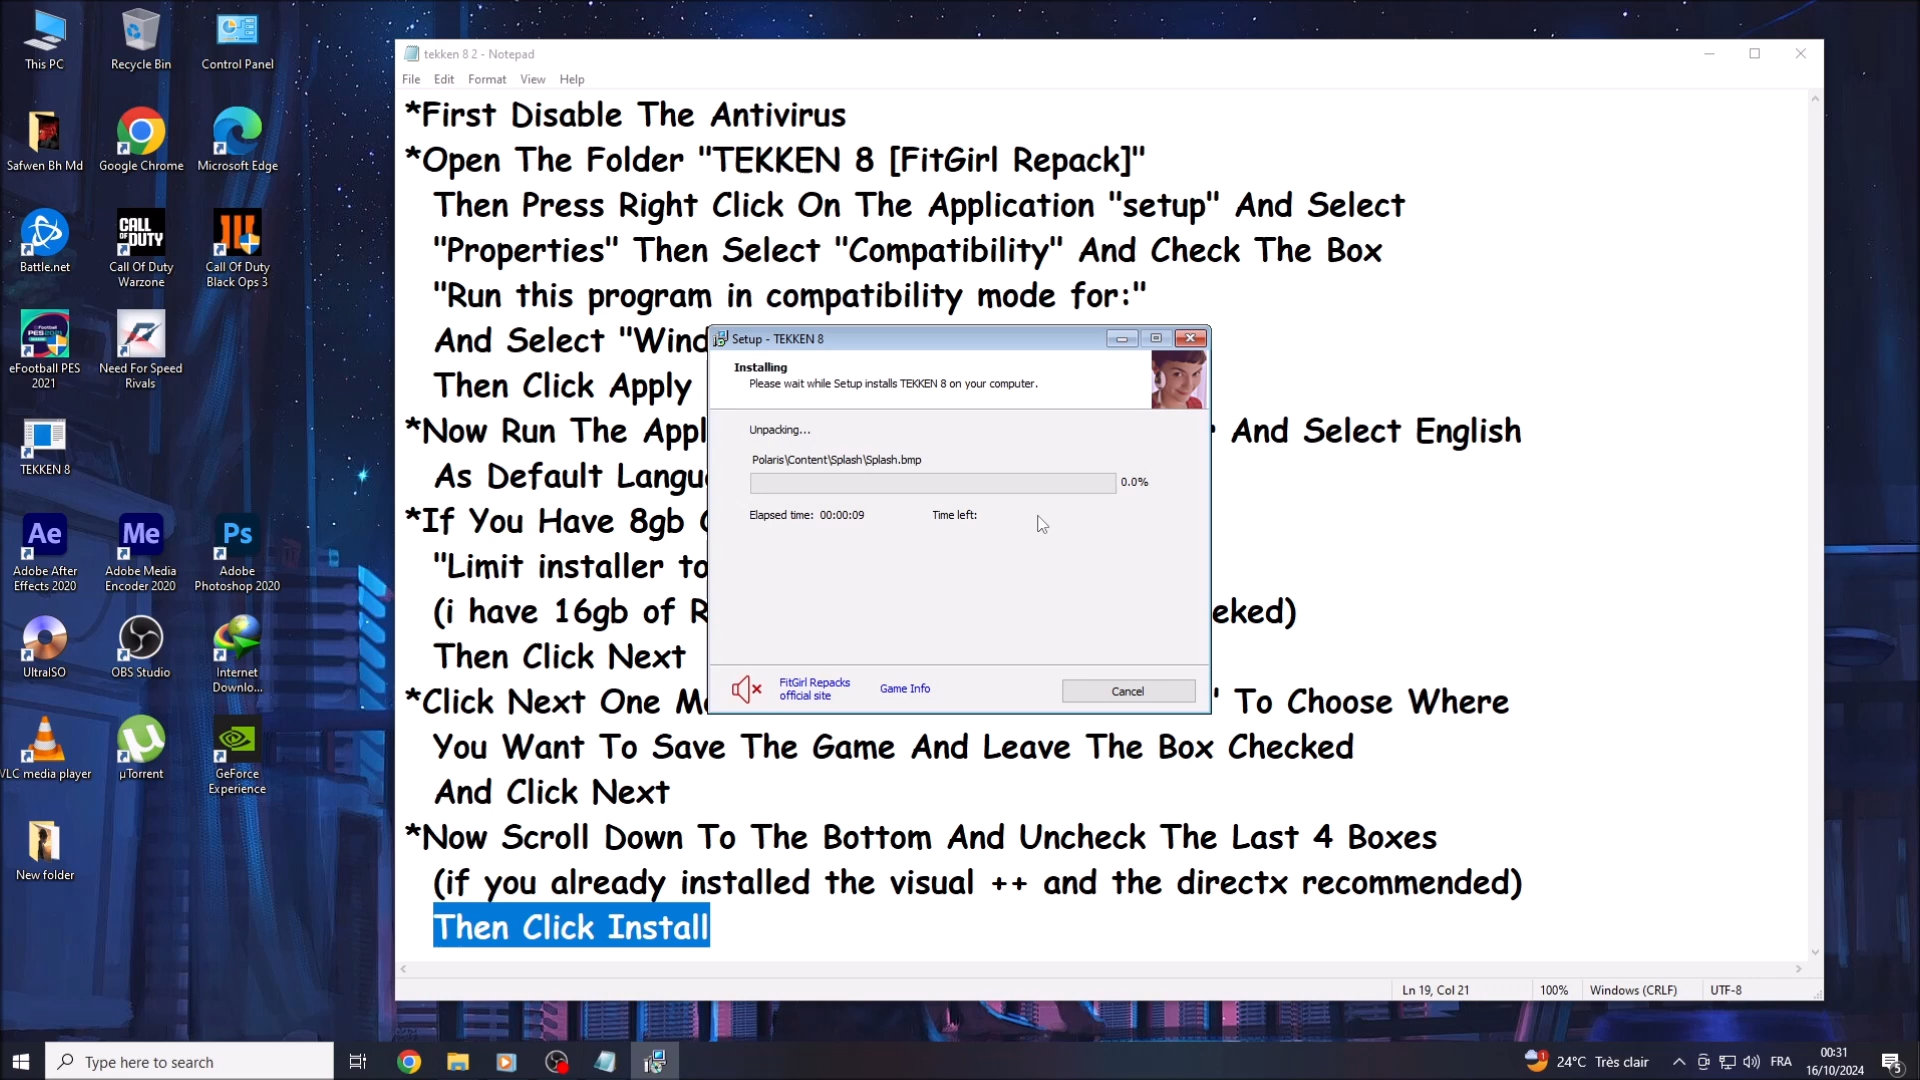 This PC
Recycle Bin
Control Panel
Safwen Bh Md
Google Chrome
Microsoft Edge
Battle.net
CALL OF DUTY
Call Of Duty
Warzone
Call Of Duty
Black Ops 3
eFootball PES
2021
Need For Speed
Rivals
TEKKEN 8
Ae
Adobe After
Effects 2020
Me
Adobe Media
Encoder 2020
Ps
Adobe
Photoshop 2020
UltraISO
OBS Studio
Internet
Downlo...
VLC media player
µTorrent
GeForce
Experience
New folder
tekken 8 2 - Notepad
File Edit Format View Help
*First Disable The Antivirus
*Open The Folder "TEKKEN 8 [FitGirl Repack]"
Then Press Right Click On The Application "setup" And Select
"Properties" Then Select "Compatibility" And Check The Box
"Run this program in compatibility mode for:"
And Select "Wind
Then Click Apply
*Now Run The Appl And Select English
As Default Langu
*If You Have 8gb
"Limit installer to
(i have 16gb of R eked)
Then Click Next
*Click Next One Mo " To Choose Where
You Want To Save The Game And Leave The Box Checked
And Click Next
*Now Scroll Down To The Bottom And Uncheck The Last 4 Boxes
(if you already installed the visual ++ and the directx recommended)
Then Click Install
Setup - TEKKEN 8
Installing
Please wait while Setup installs TEKKEN 8 on your computer.
Unpacking...
Polaris\Content\Splash\Splash.bmp
0.0%
Elapsed time: 00:00:09 Time left:
FitGirl Repacks
official site
Game Info
Cancel
Ln 19, Col 21 100% Windows (CRLF) UTF-8
Type here to search
24°C Très clair
FRA
00:31
16/10/2024
5